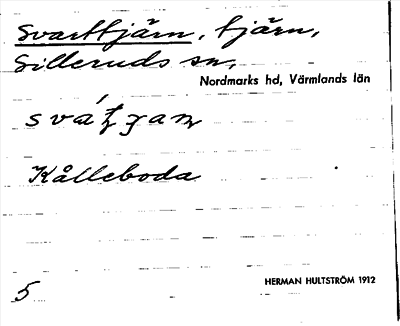 Svarttjärn, tjärn,
Silleruds sn,
Nordmarks hd, Värmlands län
Kålleboda
HERMAN HULTSTRÖM 1912
5